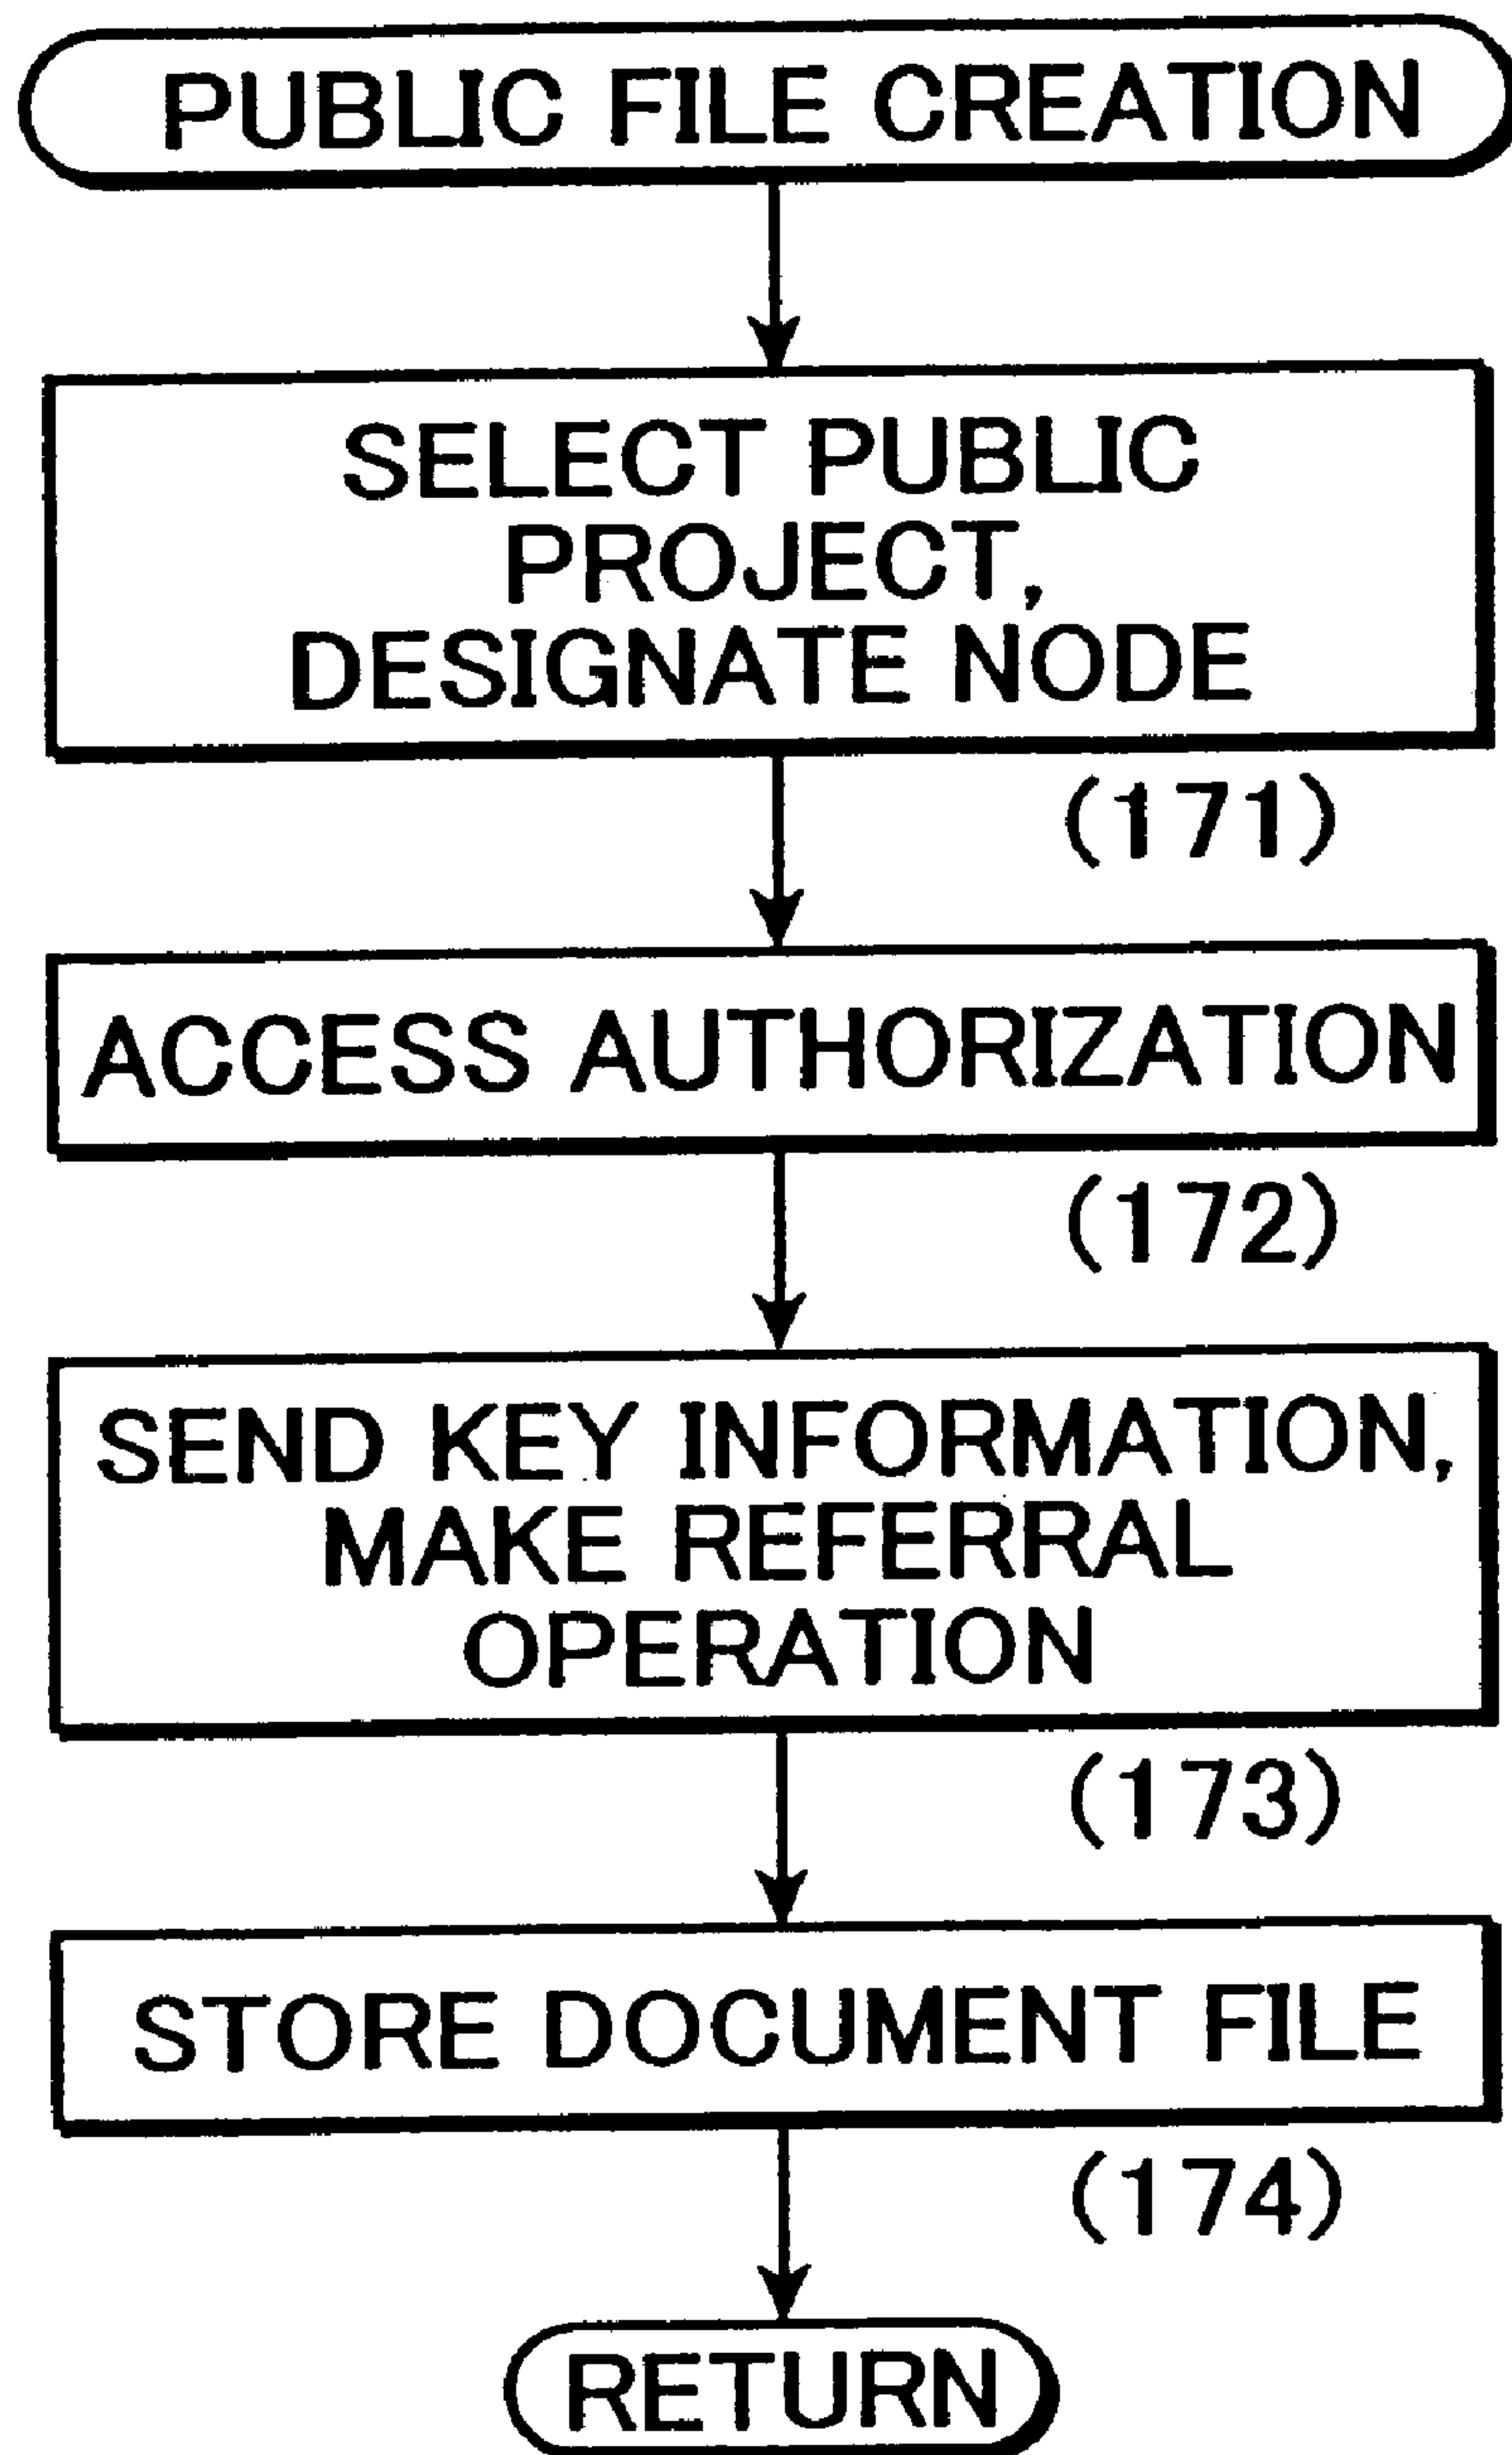 PUBLIC FILE CREATION
SELECT PUBLIC
PROJECT,
DESIGNATE NODE
(171)
ACCESS AUTHORIZATION
(172)
SEND KEY INFORMATION,
MAKE REFERRAL
OPERATION
(173)
STORE DOCUMENT FILE
(174)
RETURN